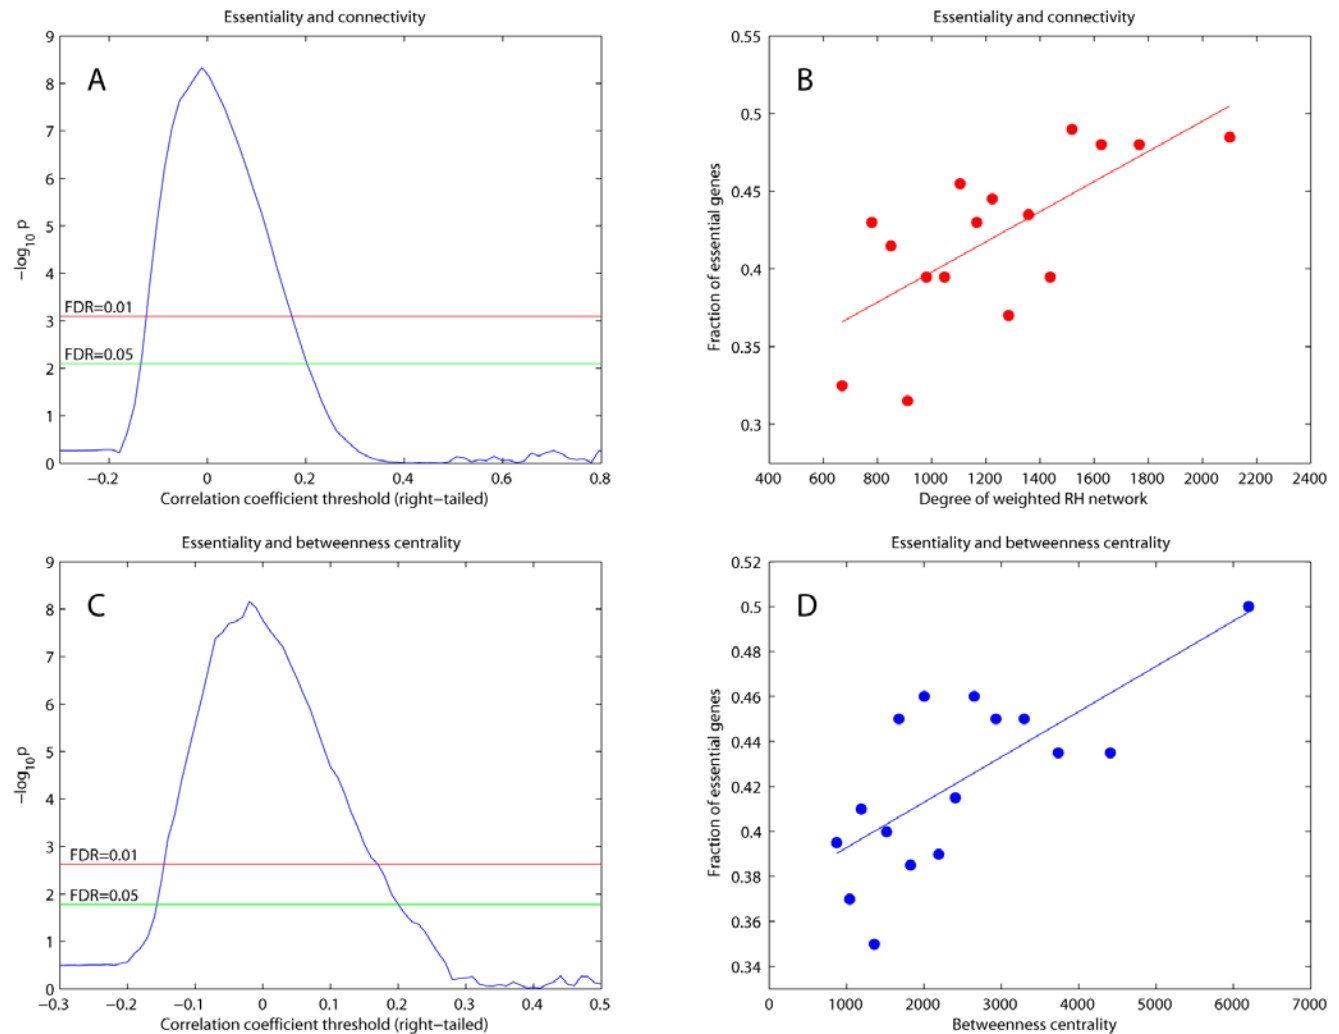 Essentiality and connectivity
A
9
8
7
6
5
4
3
2
1
0
−log10 p
FDR=0.01
FDR=0.05
−0.2 0 0.2 0.4 0.6 0.8
Correlation coefficient threshold (right−tailed)
Essentiality and connectivity
B
0.55
0.5
0.45
0.4
0.35
0.3
Fraction of essential genes
400 600 800 1000 1200 1400 1600 1800 2000 2200 2400
Degree of weighted RH network
Essentiality and betweenness centrality
C
9
8
7
6
5
4
3
2
1
0
−log10p
FDR=0.01
FDR=0.05
−0.3 −0.2 −0.1 0 0.1 0.2 0.3 0.4 0.5
Correlation coefficient threshold (right−tailed)
Essentiality and betweenness centrality
D
0.52
0.5
0.48
0.46
0.44
0.42
0.4
0.38
0.36
0.34
Fraction of essential genes
0 1000 2000 3000 4000 5000 6000 7000
Betweenness centrality